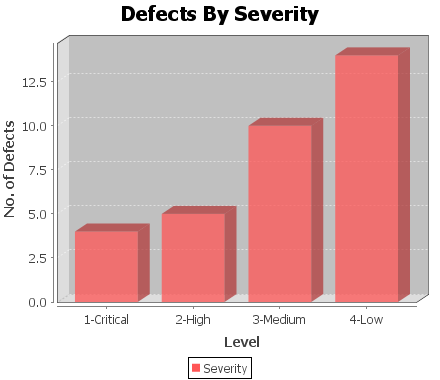 Defects By Severity
No. of Defects
12.5
10.0
7.5
5.0
2.5
0.0
1-Critical 2-High 3-Medium 4-Low
Level
Severity